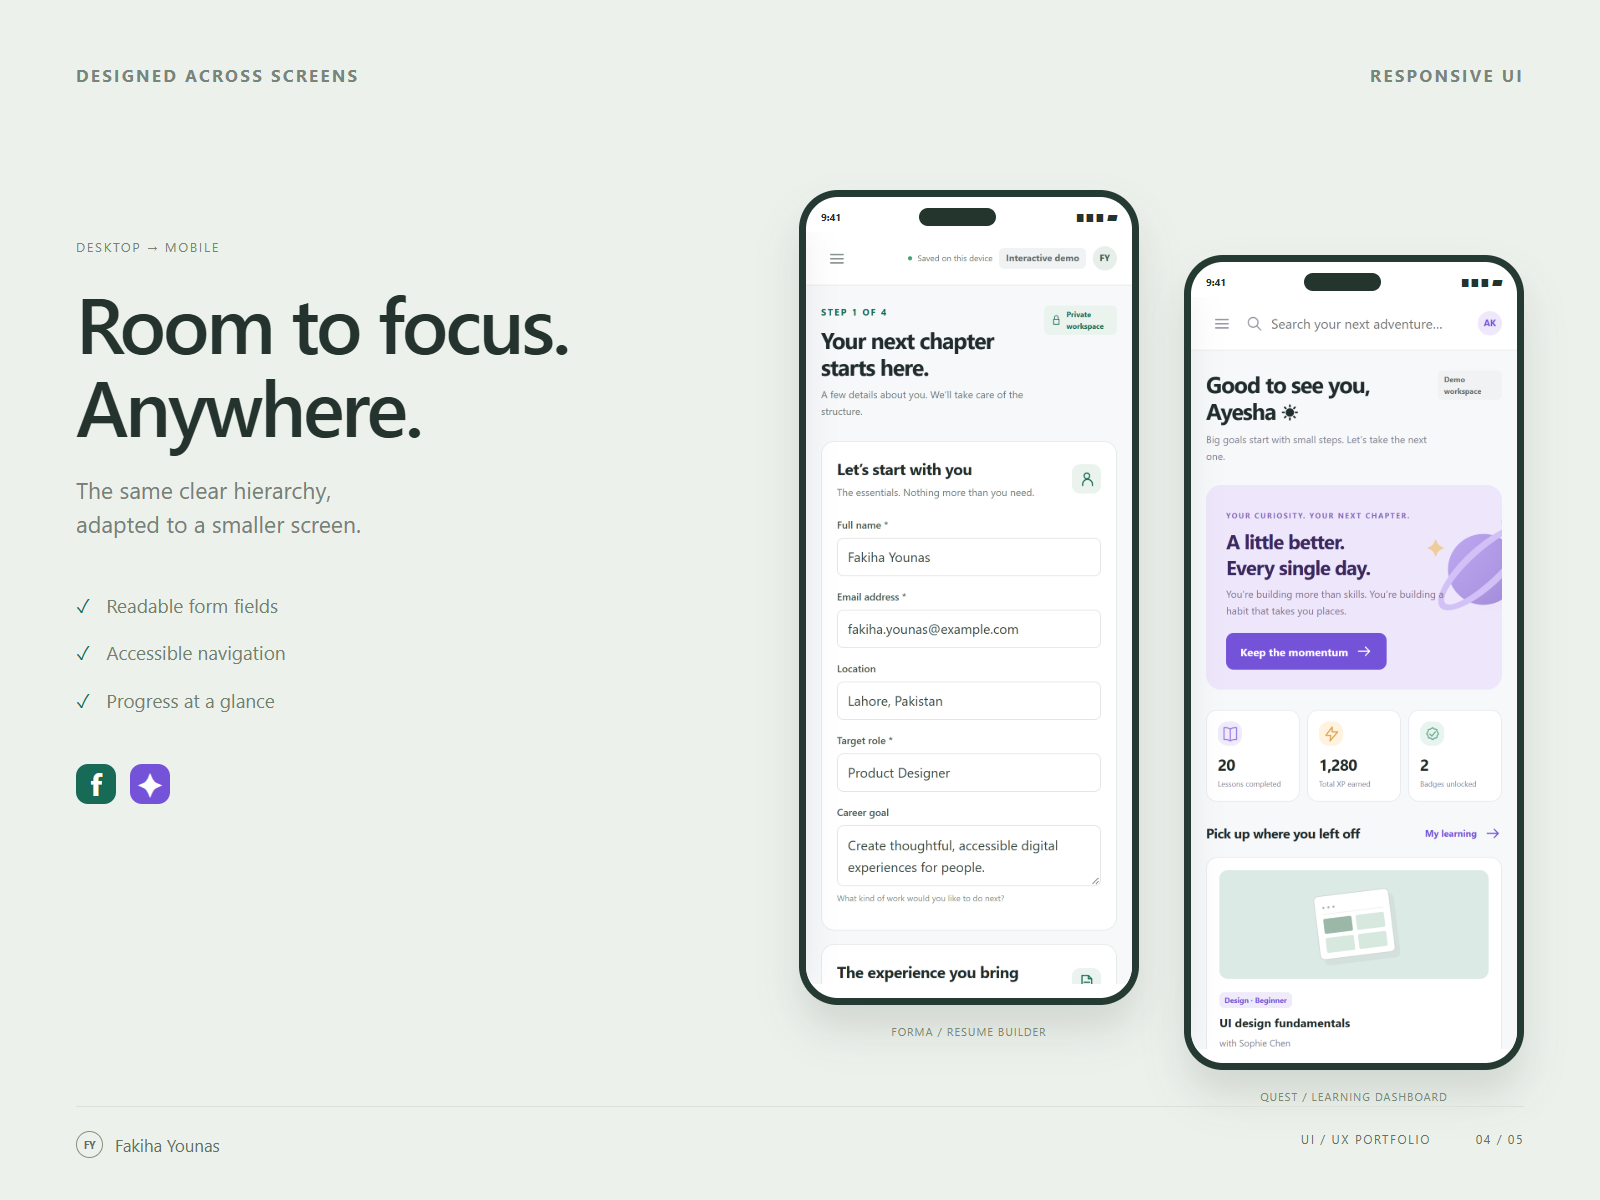 DESIGNED ACROSS SCREENS
RESPONSIVE UI
DESKTOP → MOBILE
Room to focus.
Anywhere.
The same clear hierarchy,
adapted to a smaller screen.
✓ Readable form fields
✓ Accessible navigation
✓ Progress at a glance
f
9:41
Saved on this device
Interactive demo
FY
STEP 1 OF 4
Private
workspace
Your next chapter
starts here.
A few details about you. We'll take care of the
structure.
Let's start with you
The essentials. Nothing more than you need.
Full name *
Fakiha Younas
Email address *
fakiha.younas@example.com
Location
Lahore, Pakistan
Target role *
Product Designer
Career goal
Create thoughtful, accessible digital
experiences for people.
What kind of work would you like to do next?
The experience you bring
FORMA / RESUME BUILDER
9:41
Search your next adventure...
AK
Good to see you,
Ayesha ☀
Demo
workspace
Big goals start with small steps. Let's take the next
one.
YOUR CURIOSITY. YOUR NEXT CHAPTER.
A little better.
Every single day.
You're building more than skills. You're building a
habit that takes you places.
Keep the momentum →
20
Lessons completed
1,280
Total XP earned
2
Badges unlocked
Pick up where you left off
My learning →
Design · Beginner
UI design fundamentals
with Sophie Chen
QUEST / LEARNING DASHBOARD
FY
Fakiha Younas
UI / UX PORTFOLIO
04 / 05